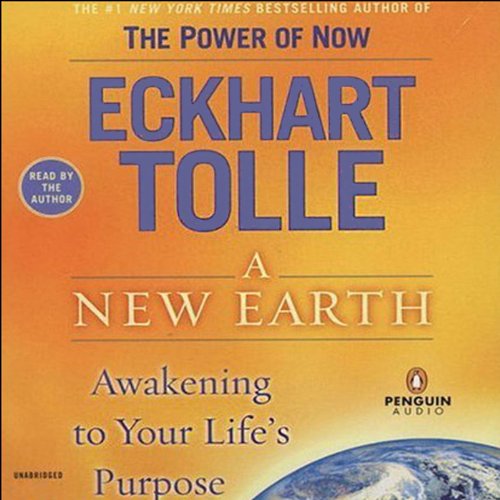 THE #1 NEW YORK TIMES BESTSELLING AUTHOR OF
THE POWER OF NOW
ECKHART
TOLLE
READ BY
THE
AUTHOR
A
NEW EARTH
Awakening
to Your Life's
Purpose
PENGUIN
AUDIO
UNABRIDGED